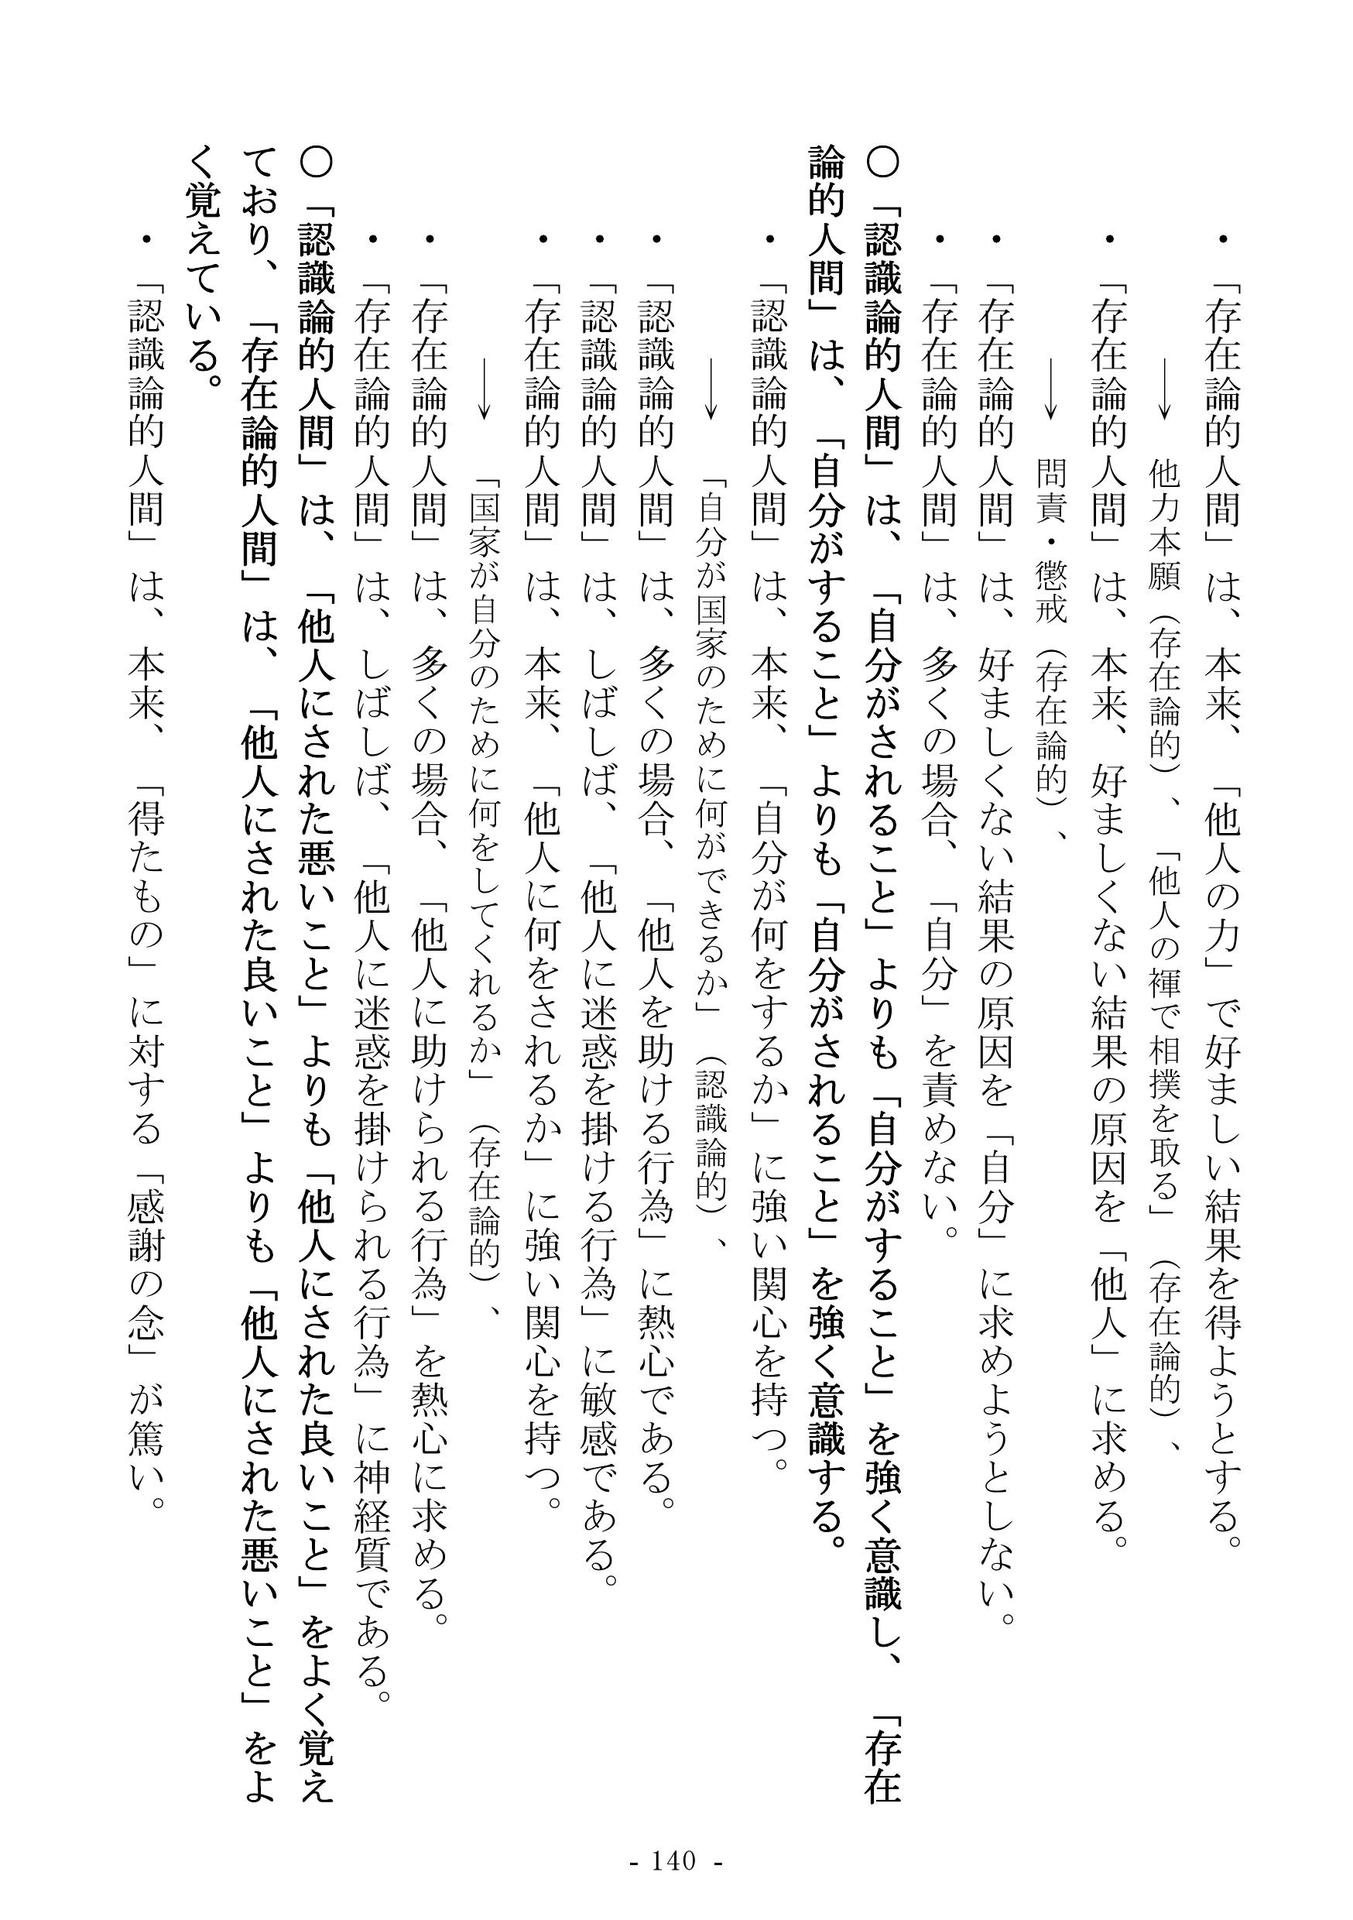 ・「存在論的人間」は、本来、「他人の力」で好ましい結果を得ようとする。
→ 他力本願（存在論的）、「他人の褌で相撲を取る」（存在論的）、
・「存在論的人間」は、本来、好ましくない結果の原因を「他人」に求める。
→ 問責・懲戒（存在論的）、
・「存在論的人間」は、好ましくない結果の原因を「自分」に求めようとしない。
・「存在論的人間」は、多くの場合、「自分」を責めない。
○「認識論的人間」は、「自分がされること」よりも「自分がすること」を強く意識し、「存在
論的人間」は、「自分がすること」よりも「自分がされること」を強く意識する。
・「認識論的人間」は、本来、「自分が何をするか」に強い関心を持つ。
→ 「自分が国家のために何ができるか」（認識論的）、
・「認識論的人間」は、多くの場合、「他人を助ける行為」に熱心である。
・「認識論的人間」は、しばしば、「他人に迷惑を掛ける行為」に敏感である。
・「存在論的人間」は、本来、「他人に何をされるか」に強い関心を持つ。
→ 「国家が自分のために何をしてくれるか」（存在論的）、
・「存在論的人間」は、多くの場合、「他人に助けられる行為」を熱心に求める。
・「存在論的人間」は、しばしば、「他人に迷惑を掛けられる行為」に神経質である。
○「認識論的人間」は、「他人にされた悪いこと」よりも「他人にされた良いこと」をよく覚え
ており、「存在論的人間」は、「他人にされた良いこと」よりも「他人にされた悪いこと」をよ
く覚えている。
・「認識論的人間」は、本来、「得たもの」に対する「感謝の念」が篤い。
- 140 -